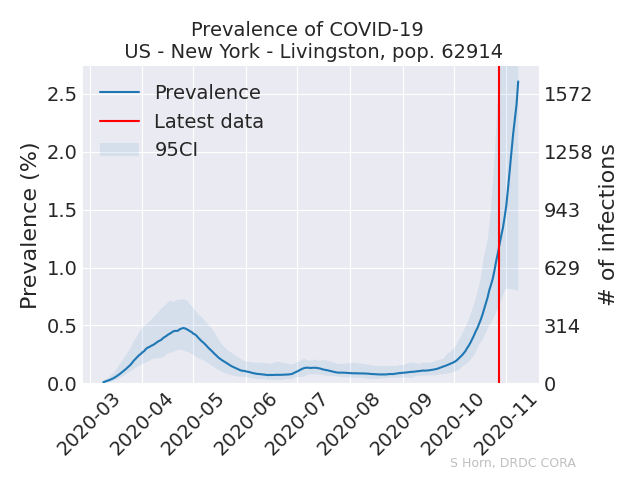 Prevalence of COVID-19
US - New York - Livingston, pop. 62914
Prevalence
Latest data
95CI
Prevalence (%)
2.5
2.0
1.5
1.0
0.5
0.0
1572
1258
943
629
314
0
# of infections
2020-03
2020-04
2020-05
2020-06
2020-07
2020-08
2020-09
2020-10
2020-11
S Horn, DRDC CORA